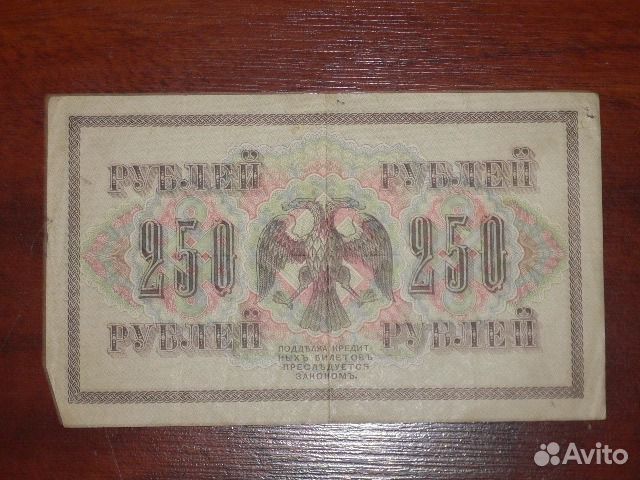 РУБЛЕЙ РУБЛЕЙ
250 250
РУБЛЕЙ РУБЛЕЙ
ПОДДѢЛКА КРЕДИТ-
НЫХЪ БИЛЕТОВЪ
ПРЕСЛѢДУЕТСЯ
ЗАКОНОМЪ.
Avito